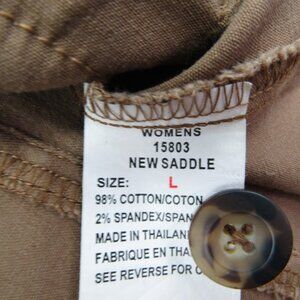 WOMENS
15803
NEW SADDLE
SIZE: L
98% COTTON/COTON
2% SPANDEX/SPAN
MADE IN THAILAN
FABRIQUE EN THA
SEE REVERSE FOR